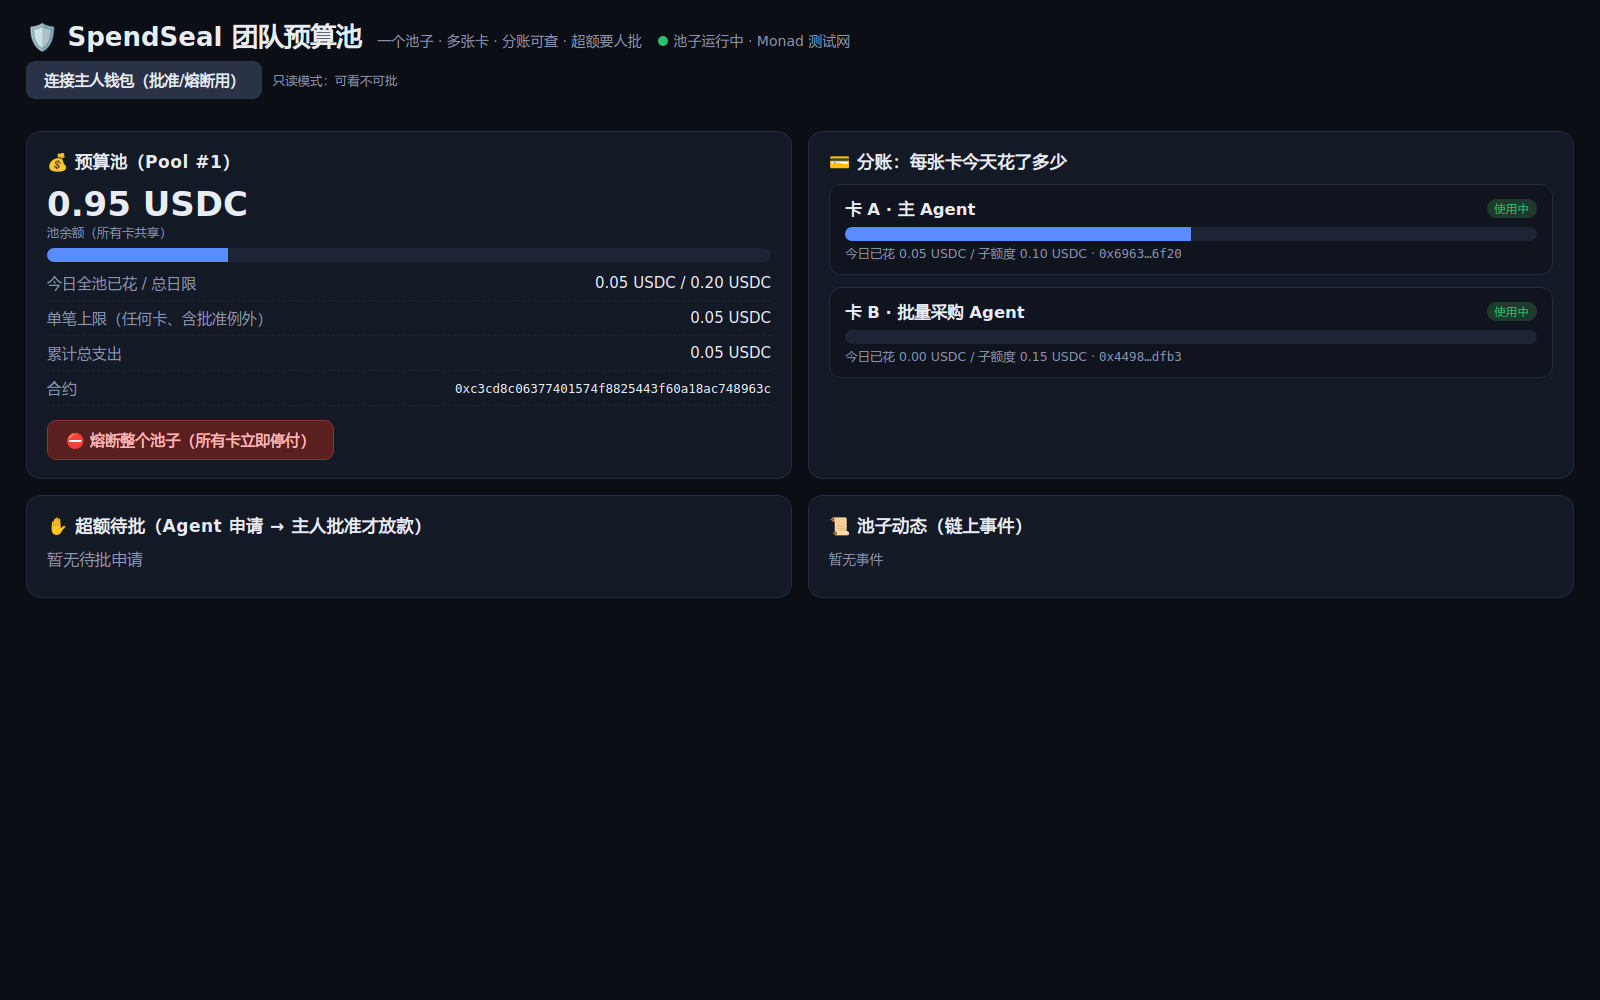 🛡️ SpendSeal 团队预算池 一个池子 · 多张卡 · 分账可查 · 超额要人批 池子运行中 · Monad 测试网
连接主人钱包（批准/熔断用） 只读模式：可看不可批
💰 预算池（Pool #1）
0.95 USDC
池余额（所有卡共享）
今日全池已花 / 总日限 0.05 USDC / 0.20 USDC
单笔上限（任何卡、含批准例外） 0.05 USDC
累计总支出 0.05 USDC
合约 0xc3cd8c06377401574f8825443f60a18ac748963c
⛔ 熔断整个池子（所有卡立即停付）
💳 分账：每张卡今天花了多少
卡 A · 主 Agent 使用中
今日已花 0.05 USDC / 子额度 0.10 USDC · 0x6963…6f20
卡 B · 批量采购 Agent 使用中
今日已花 0.00 USDC / 子额度 0.15 USDC · 0x4498…dfb3
✋ 超额待批（Agent 申请 → 主人批准才放款）
暂无待批申请
📜 池子动态（链上事件）
暂无事件